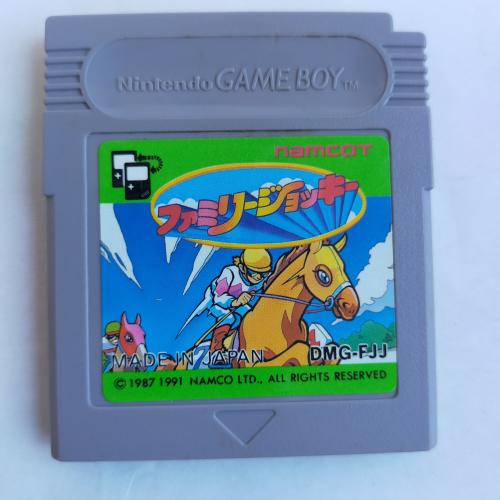 Nintendo GAME BOY TM
namcot
ファミリージョッキー
MADE IN JAPAN DMG-FJJ
© 1987 1991 NAMCO LTD., ALL RIGHTS RESERVED